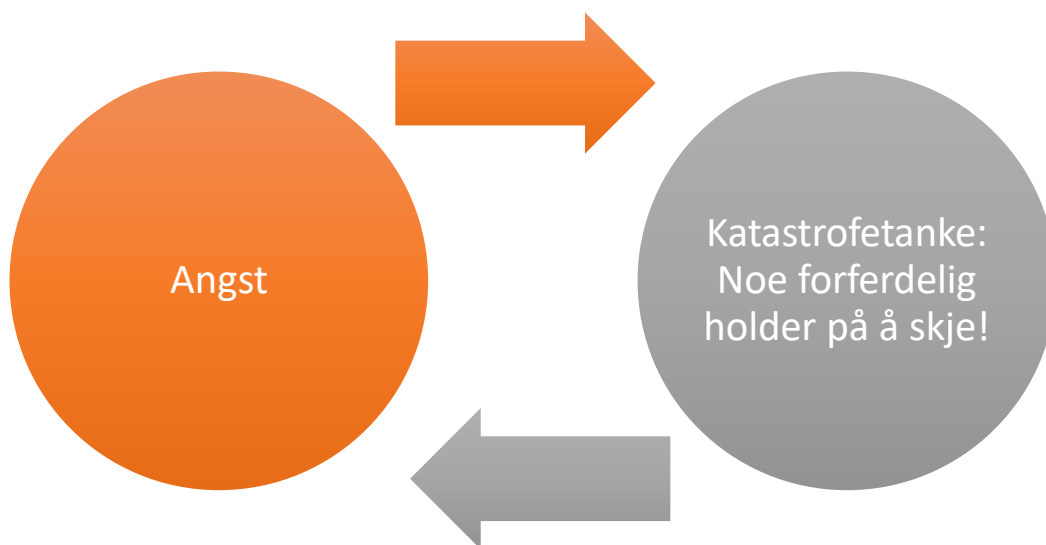 Angst
Katastrofetanke:
Noe forferdelig
holder på å skje!